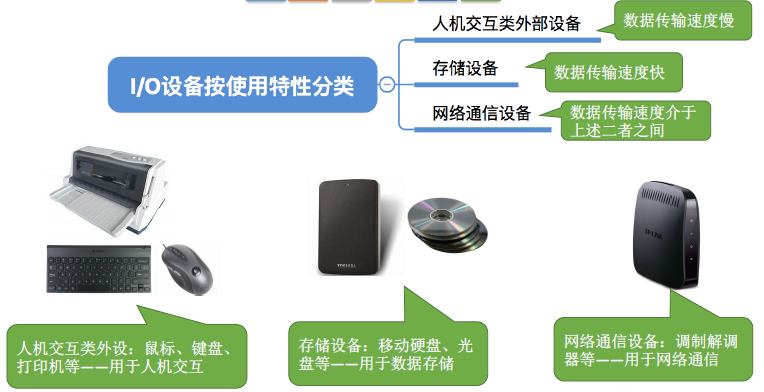 人机交互类外部设备
数据传输速度慢
I/O设备按使用特性分类
存储设备
数据传输速度快
网络通信设备
数据传输速度介于
上述二者之间
TOSHIBA
TP-LINK
人机交互类外设：鼠标、键盘、
打印机等——用于人机交互
存储设备：移动硬盘、光
盘等——用于数据存储
网络通信设备：调制解调
器等——用于网络通信